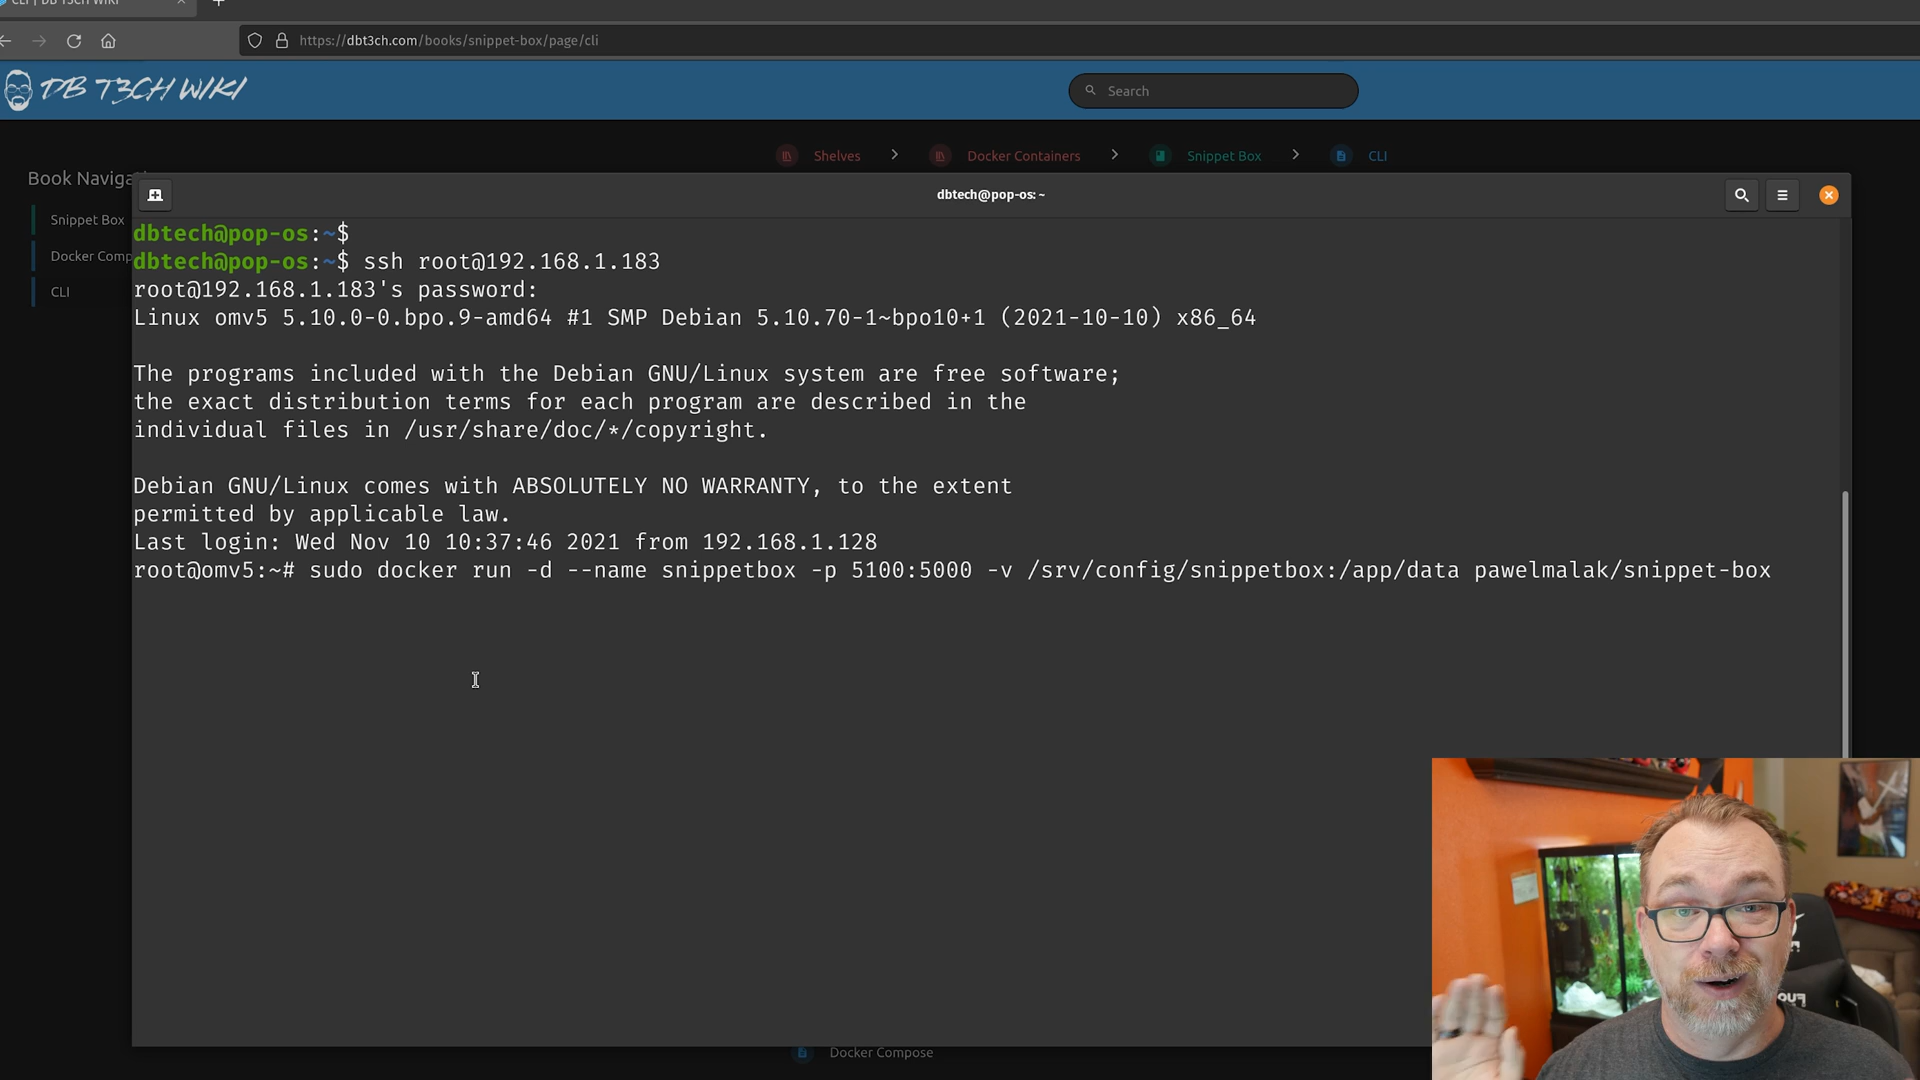 CLI | DB T3CH WIKI
https://dbt3ch.com/books/snippet-box/page/cli
DB T3CH WIKI
Search
Shelves
Docker Containers
Snippet Box
CLI
Book Naviga
Snippet Box
Docker Comp
CLI
dbtech@pop-os: ~
dbtech@pop-os:~$
dbtech@pop-os:~$ ssh root@192.168.1.183
root@192.168.1.183's password:
Linux omv5 5.10.0-0.bpo.9-amd64 #1 SMP Debian 5.10.70-1~bpo10+1 (2021-10-10) x86_64
The programs included with the Debian GNU/Linux system are free software;
the exact distribution terms for each program are described in the
individual files in /usr/share/doc/*/copyright.
Debian GNU/Linux comes with ABSOLUTELY NO WARRANTY, to the extent
permitted by applicable law.
Last login: Wed Nov 10 10:37:46 2021 from 192.168.1.128
root@omv5:~# sudo docker run -d --name snippetbox -p 5100:5000 -v /srv/config/snippetbox:/app/data pawelmalak/snippet-box
Docker Compose